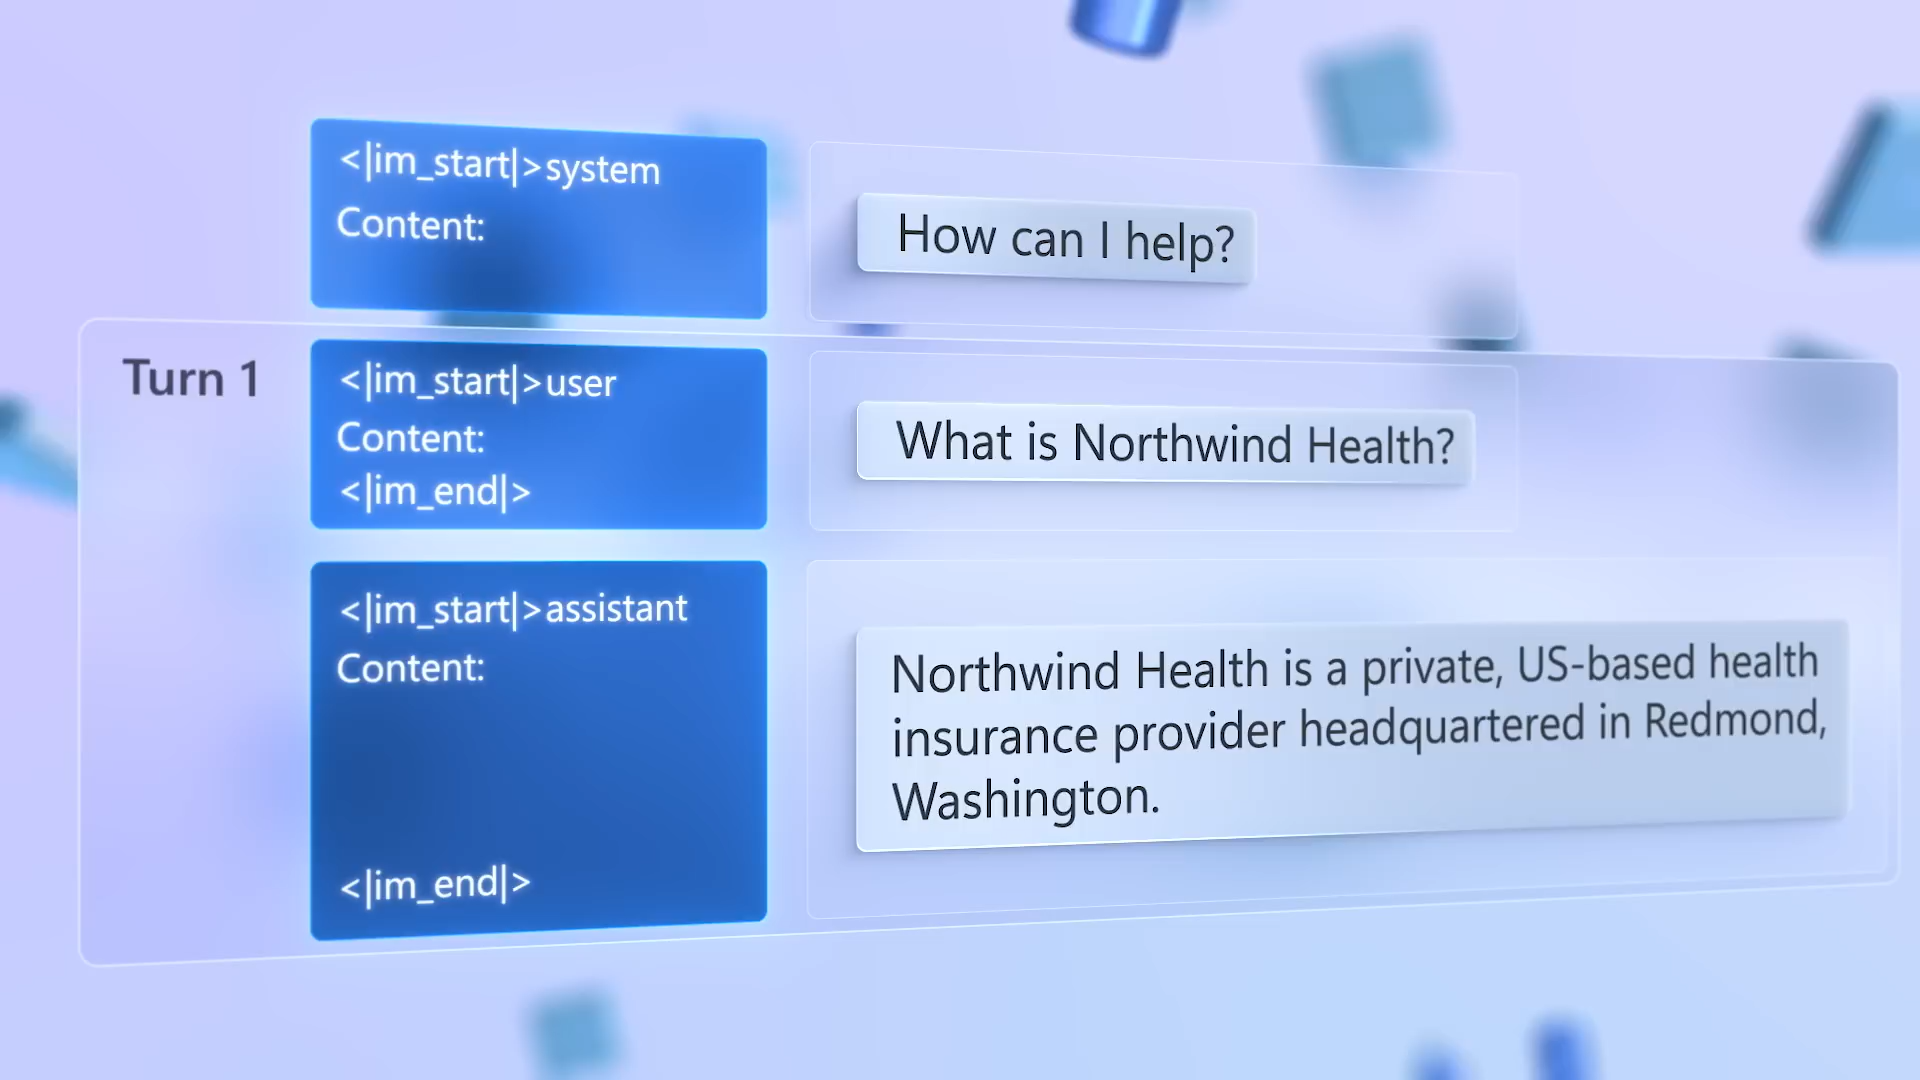 <|im_start|>system
Content:
How can I help?
Turn 1
<|im_start|>user
Content:
<|im_end|>
What is Northwind Health?
<|im_start|>assistant
Content:
<|im_end|>
Northwind Health is a private, US-based health
insurance provider headquartered in Redmond,
Washington.